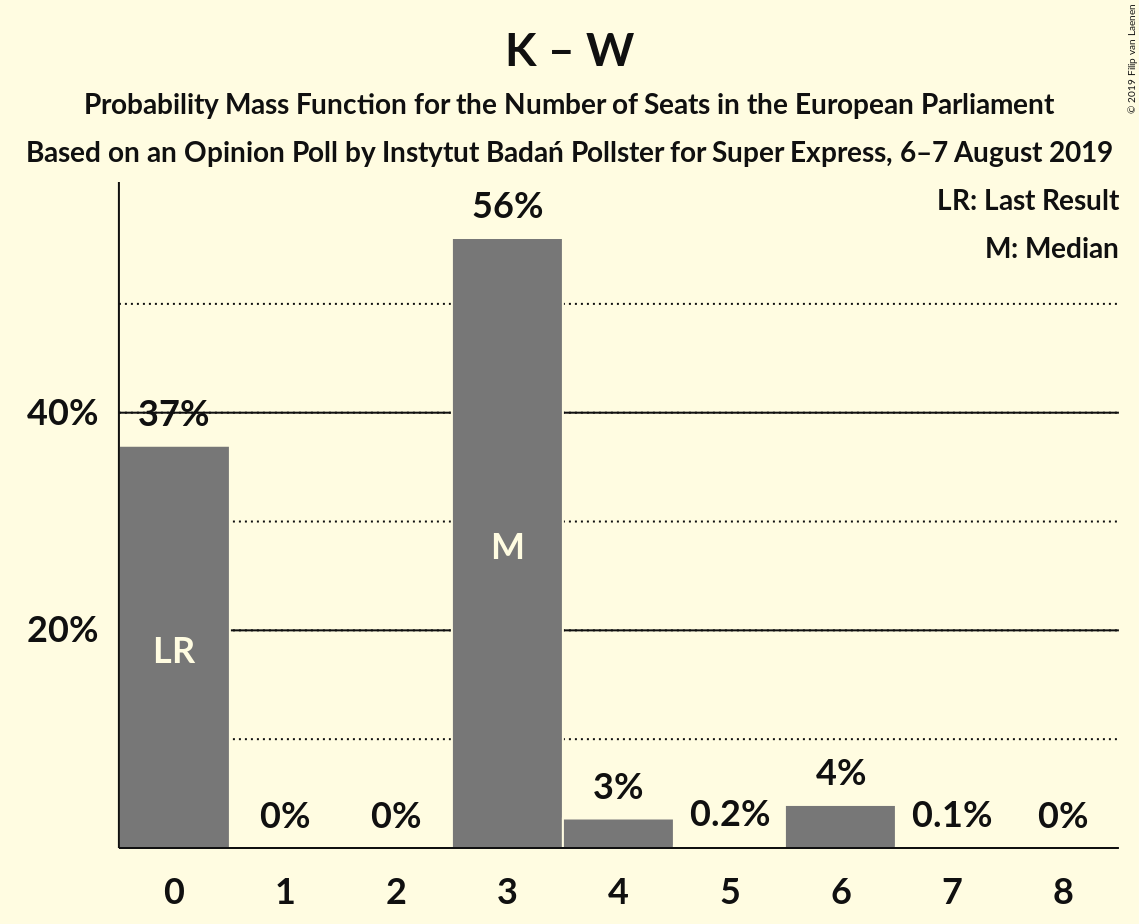 K – W
Probability Mass Function for the Number of Seats in the European Parliament
Based on an Opinion Poll by Instytut Badań Pollster for Super Express, 6–7 August 2019
© 2019 Filip van Laenen
LR: Last Result
M: Median
56%
40%
37%
M
20%
LR
4%
3%
0%
0%
0.2%
0.1%
0%
0 1 2 3 4 5 6 7 8